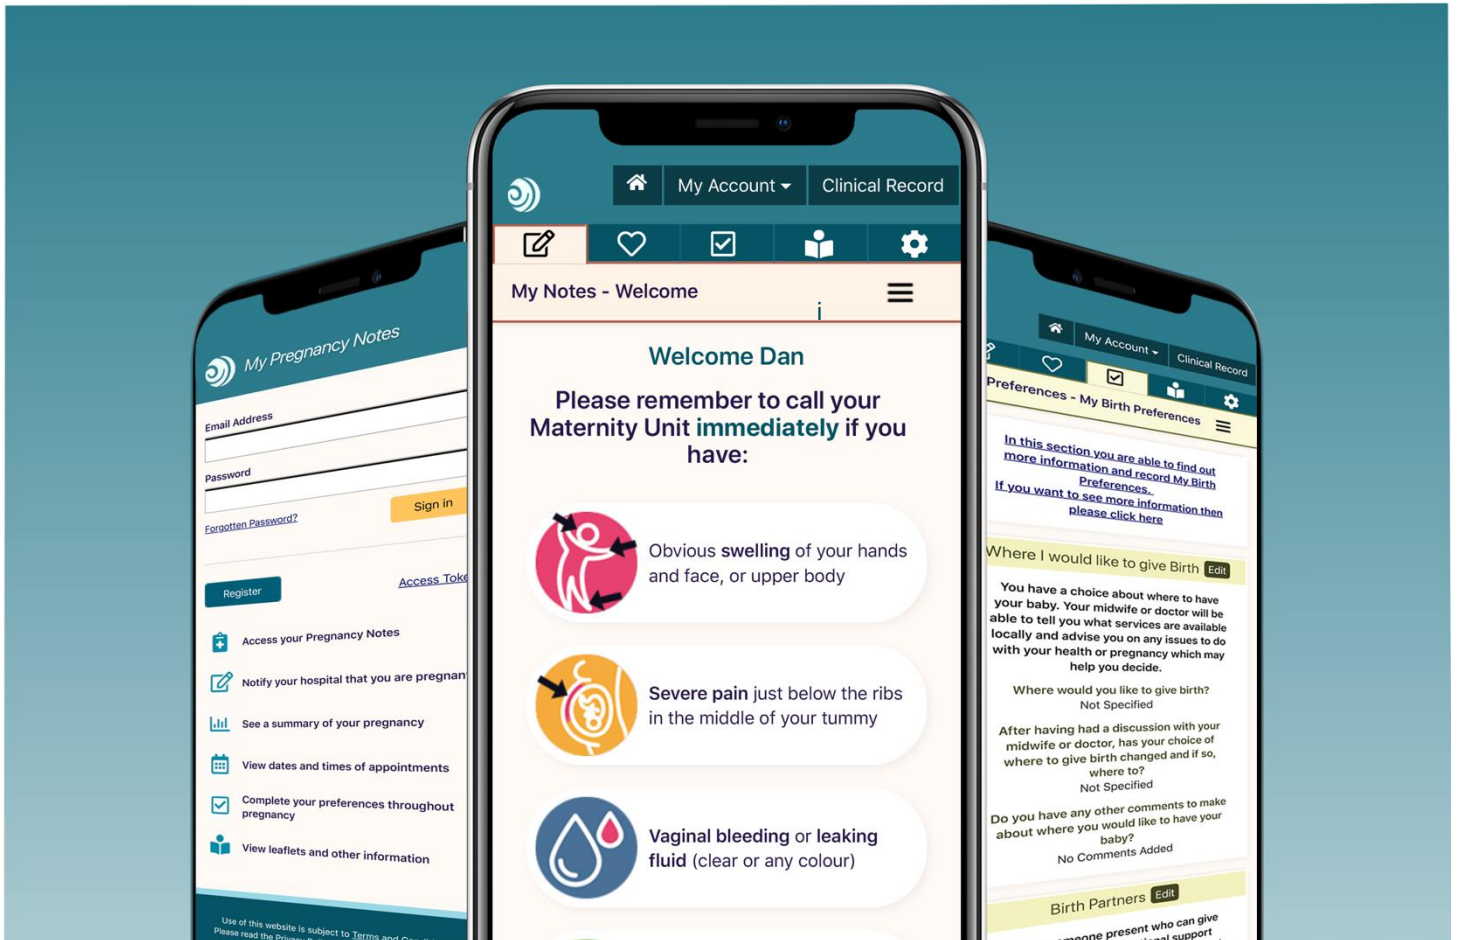 My Pregnancy Notes
Email Address
Password
Forgotten Password?
Sign in
Register
Access
Access your Pregnancy Notes
Notify your hospital that you are pregnant
See a summary of your pregnancy
View dates and times of appointments
Complete your preferences throughout
pregnancy
View leaflets and other information
Use of this website is subject to Terms and
Please read the
My Account
Clinical Record
My Notes - Welcome
i
Welcome Dan
Please remember to call your
Maternity Unit immediately if you
have:
Obvious swelling of your hands
and face, or upper body
Severe pain just below the ribs
in the middle of your tummy
Vaginal bleeding or leaking
fluid (clear or any colour)
My Account
Clinical Record
Preferences - My Birth Preferences
In this section you are able to find out
more information and record My Birth
Preferences.
If you want to see more information then
please click here
Where I would like to give Birth Edit
You have a choice about where to have
your baby. Your midwife or doctor will be
able to tell you what services are available
locally and advise you on any issues to do
with your health or pregnancy which may
help you decide.
Where would you like to give birth?
Not Specified
After having had a discussion with your
midwife or doctor, has your choice of
where to give birth changed and if so,
where to?
Not Specified
Do you have any other comments to make
about where you would like to have your
baby?
No Comments Added
Birth Partners Edit
present who can give
support